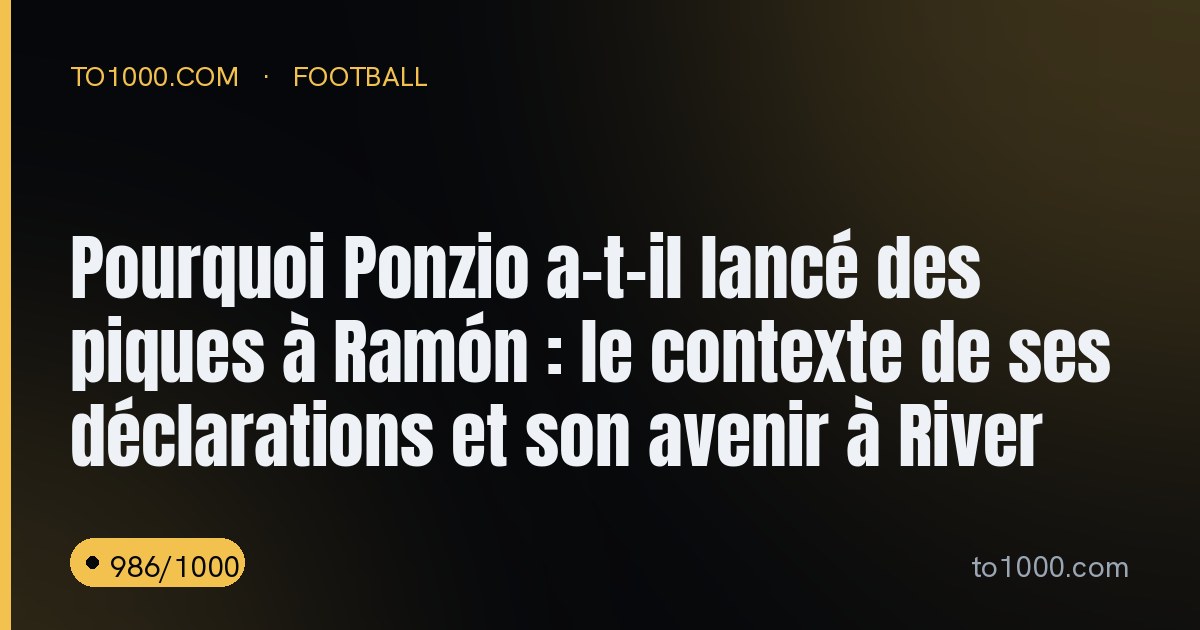 TO1000.COM · FOOTBALL
Pourquoi Ponzio a-t-il lancé des
piques à Ramón : le contexte de ses
déclarations et son avenir à River
986/1000
to1000.com